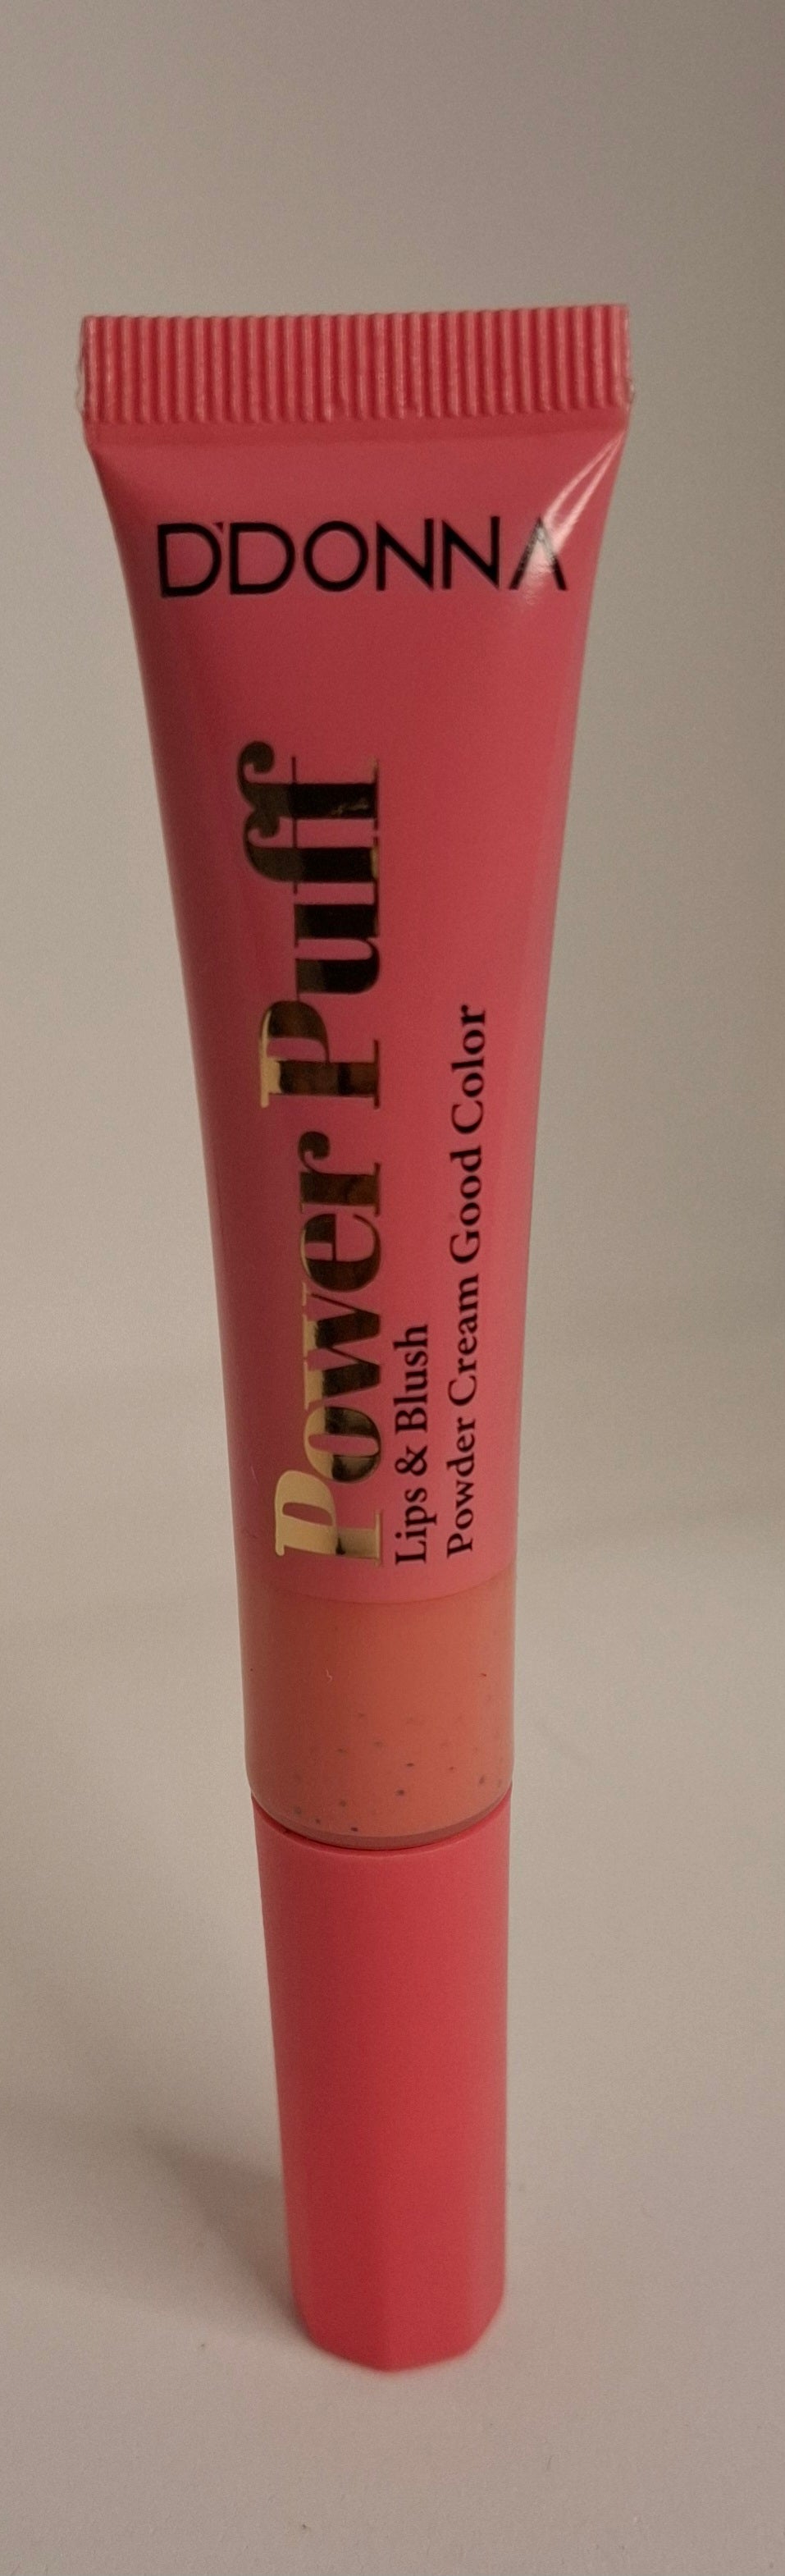 D'DONNA
Power Puff
Lips & Blush
Powder Cream Good Color